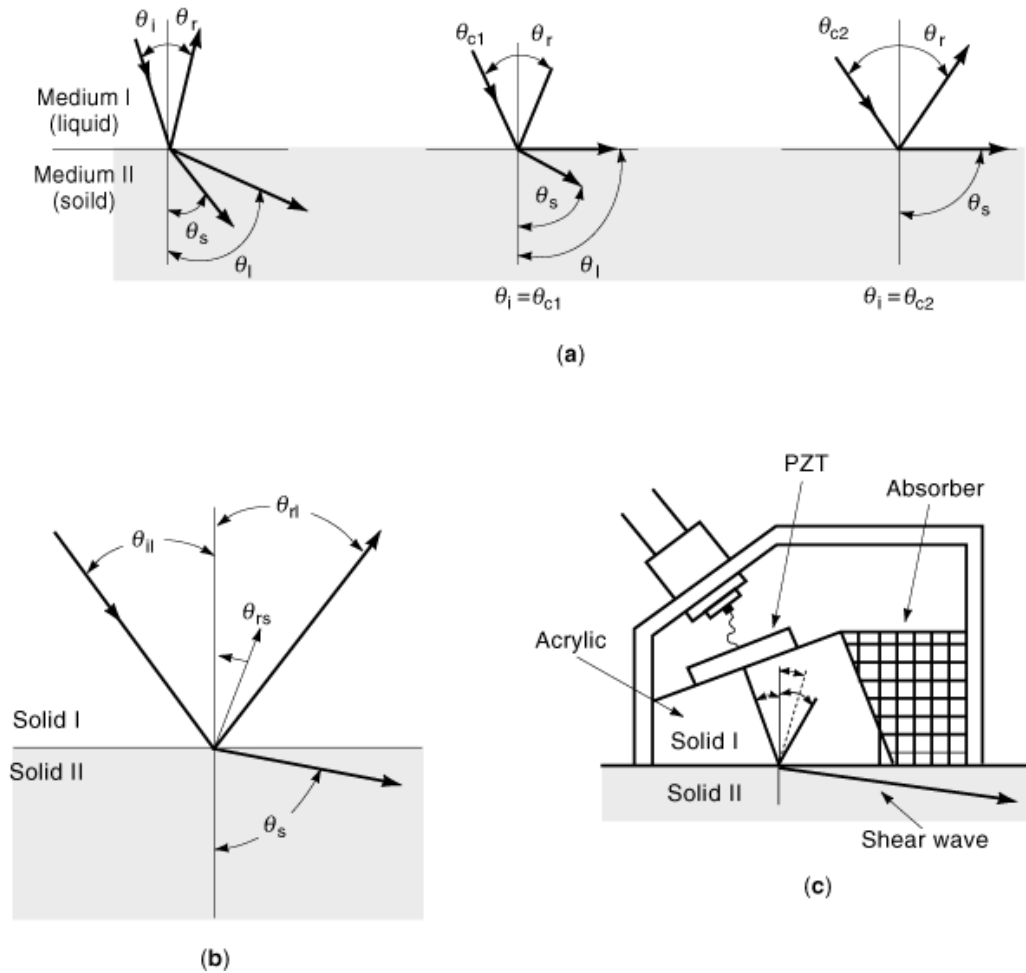 θi θr
θc1 θr
θc2 θr
Medium I
(liquid)
Medium II
(soild)
θs
θl
θs
θl
θs
θi = θc1
θi = θc2
(a)
θil
θrl
θrs
Solid I
Solid II
θs
(b)
PZT
Absorber
Acrylic
Solid I
Solid II
Shear wave
(c)